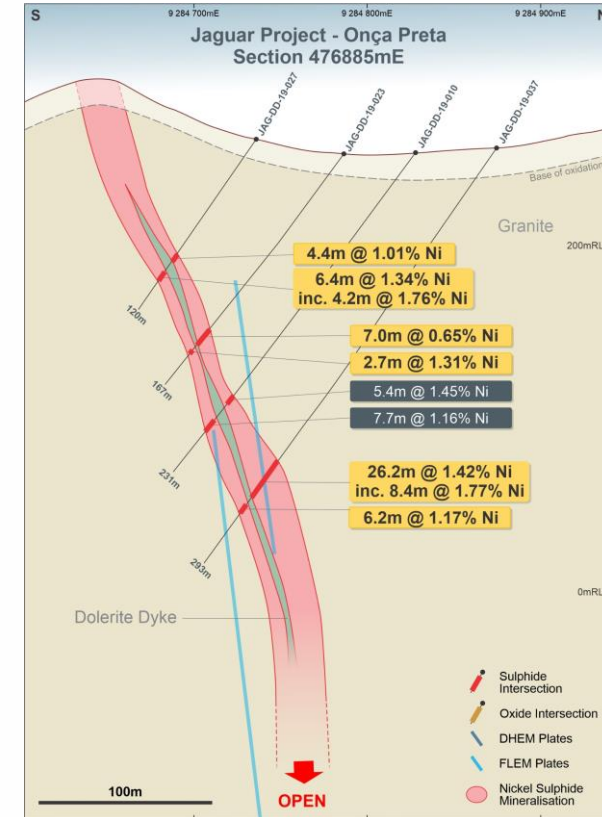 S
9 284 700mE
9 284 800mE
9 284 900mE
N
Jaguar Project - Onça Preta
Section 476885mE
JAG-DD-19-027
JAG-DD-19-023
JAG-DD-19-010
JAG-DD-19-037
Base of oxidation
Granite
200mRL
4.4m @ 1.01% Ni
6.4m @ 1.34% Ni
inc. 4.2m @ 1.76% Ni
120m
7.0m @ 0.65% Ni
2.7m @ 1.31% Ni
167m
5.4m @ 1.45% Ni
7.7m @ 1.16% Ni
231m
26.2m @ 1.42% Ni
inc. 8.4m @ 1.77% Ni
6.2m @ 1.17% Ni
293m
0mRL
Dolerite Dyke
Sulphide
Intersection
Oxide Intersection
DHEM Plates
FLEM Plates
Nickel Sulphide
Mineralisation
100m
OPEN